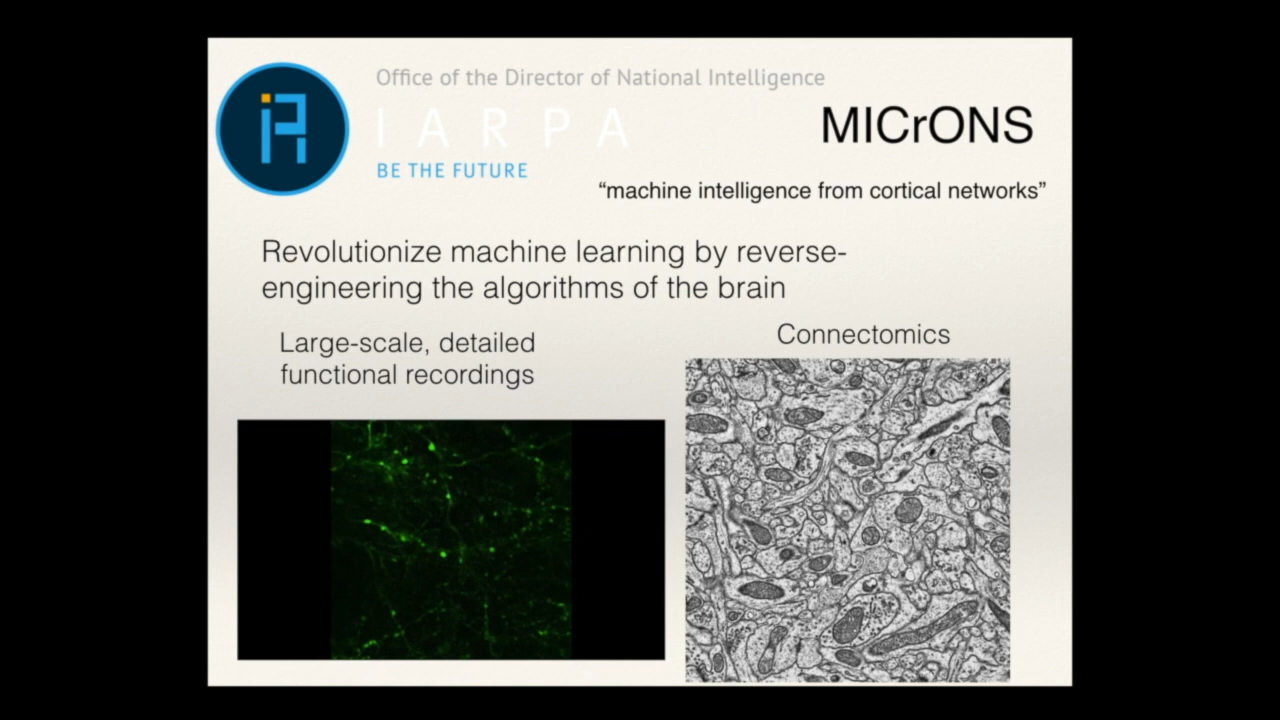 Office of the Director of National Intelligence
I A R P A
BE THE FUTURE
MICrONS
“machine intelligence from cortical networks”
Revolutionize machine learning by reverse-
engineering the algorithms of the brain
Large-scale, detailed
functional recordings
Connectomics